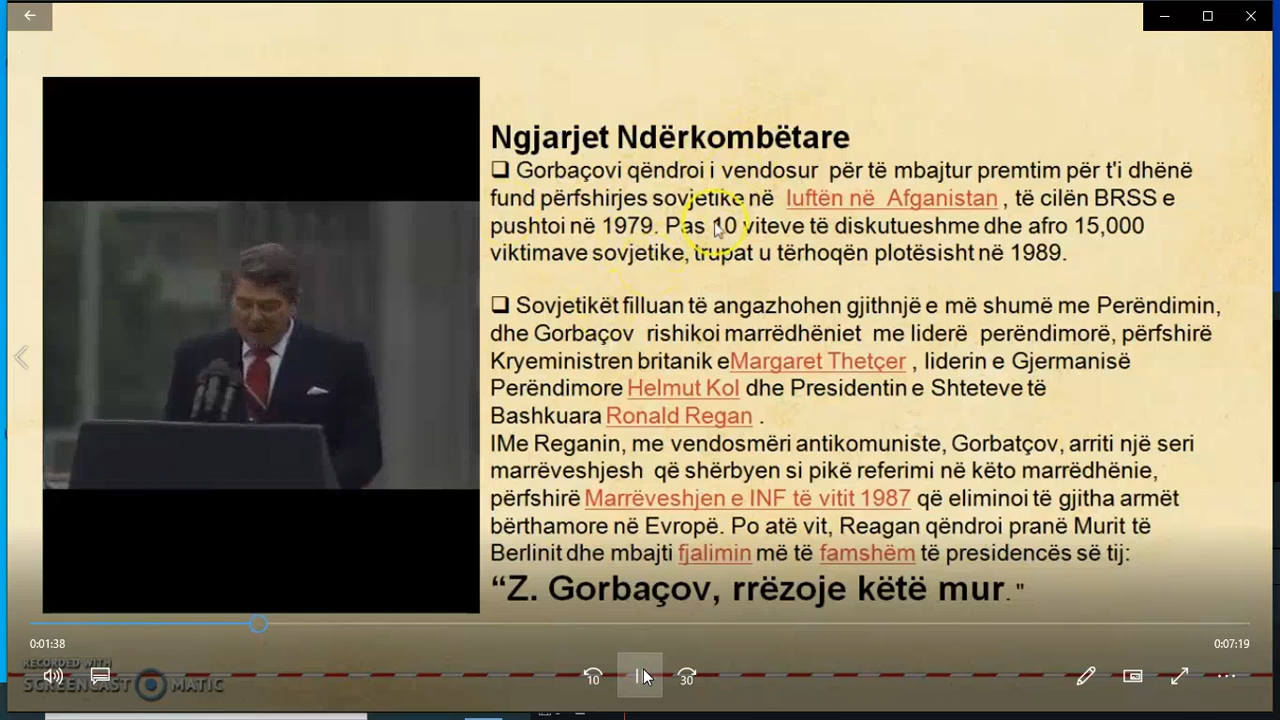 Ngjarjet Ndërkombëtare
❑ Gorbaçovi qëndroi i vendosur për të mbajtur premtim për t'i dhënë
fund përfshirjes sovjetike në luftën në Afganistan , të cilën BRSS e
pushtoi në 1979. Pas 10 viteve të diskutueshme dhe afro 15,000
viktimave sovjetike, trupat u tërhoqën plotësisht në 1989.
❑ Sovjetikët filluan të angazhohen gjithnjë e më shumë me Perëndimin,
dhe Gorbaçov rishikoi marrëdhëniet me liderë perëndimorë, përfshirë
Kryeministren britanik eMargaret Thetçer , liderin e Gjermanisë
Perëndimore Helmut Kol dhe Presidentin e Shteteve të
Bashkuara Ronald Regan .
IMe Reganin, me vendosmëri antikomuniste, Gorbatçov, arriti një seri
marrëveshjesh që shërbyen si pikë referimi në këto marrëdhënie,
përfshirë Marrëveshjen e INF të vitit 1987 që eliminoi të gjitha armët
bërthamore në Evropë. Po atë vit, Reagan qëndroi pranë Murit të
Berlinit dhe mbajti fjalimin më të famshëm të presidencës së tij:
“Z. Gorbaçov, rrëzoje këtë mur. "
0:01:38
0:07:19
RECORDED WITH
SCREENCAST MATIC
10
30